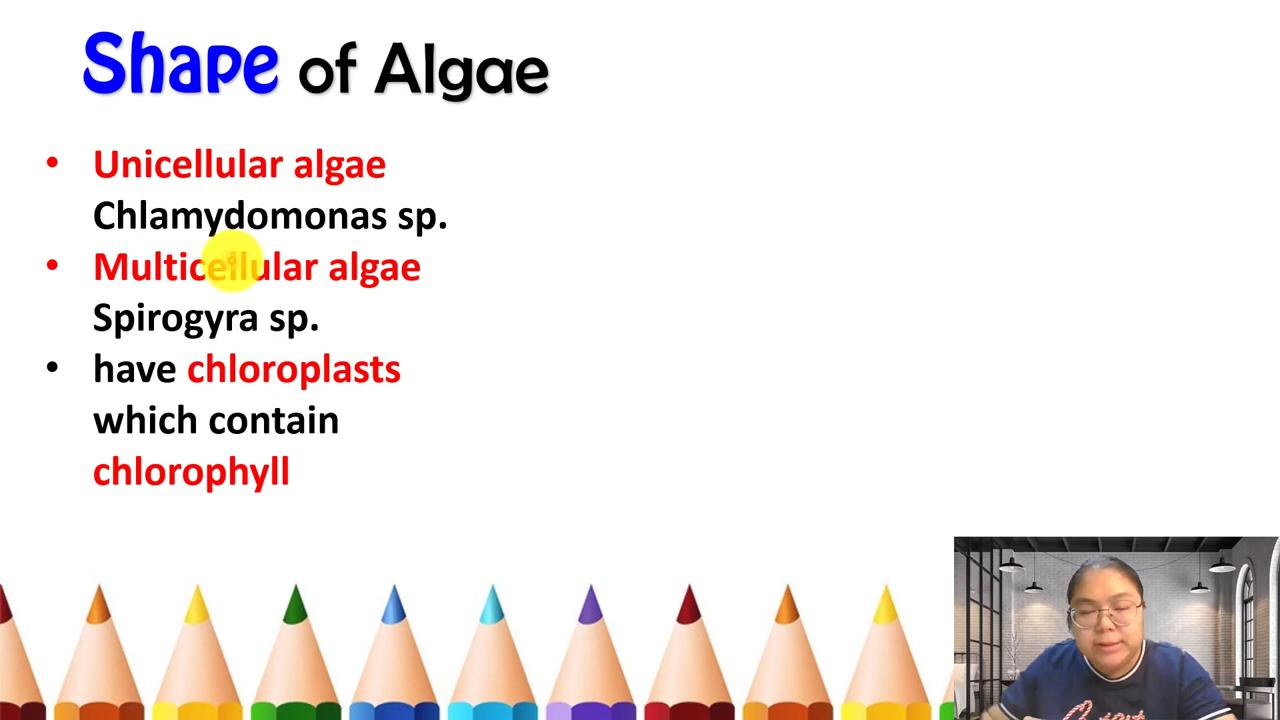 Shape of Algae
• Unicellular algae
Chlamydomonas sp.
• Multicellular algae
Spirogyra sp.
• have chloroplasts
which contain
chlorophyll